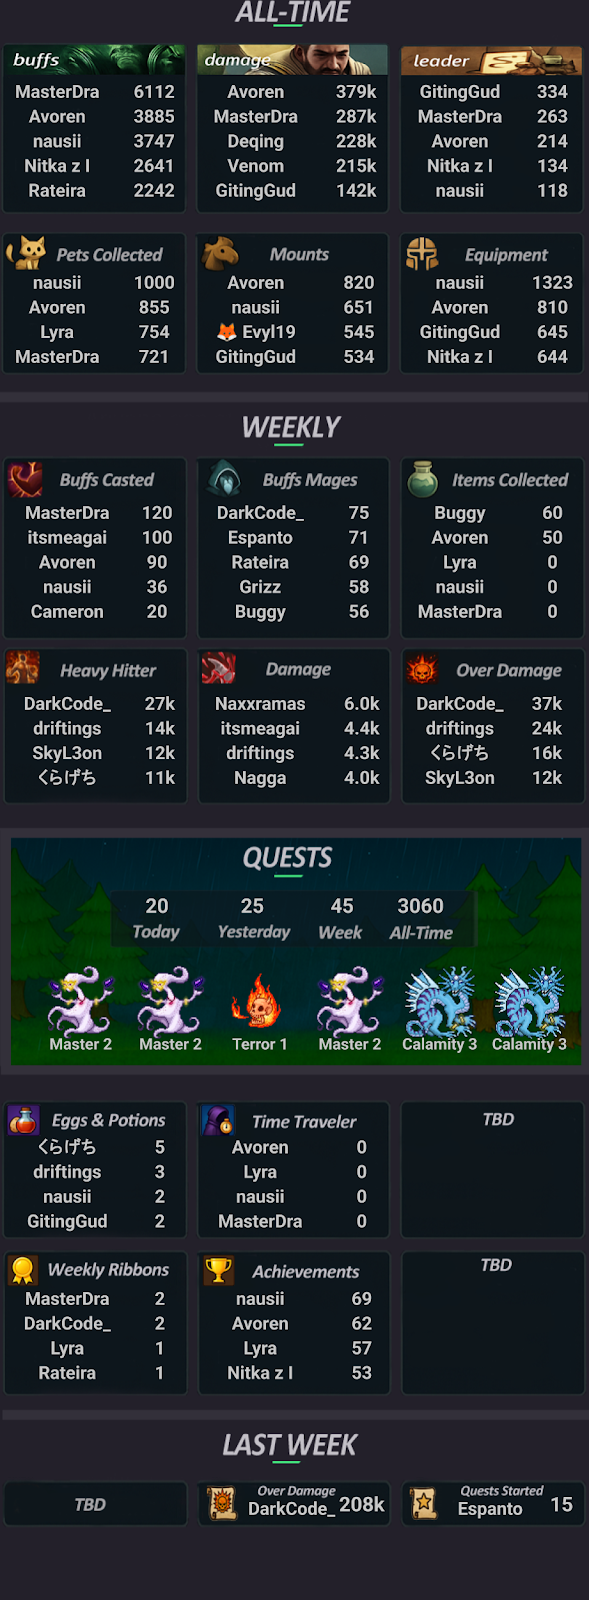 ALL-TIME
buffs
MasterDra 6112
Avoren 3885
nausii 3747
Nitka z l 2641
Rateira 2242
damage
Avoren 379k
MasterDra 287k
Deqing 228k
Venom 215k
GitingGud 142k
leader
GitingGud 334
MasterDra 263
Avoren 214
Nitka z l 134
nausii 118
Pets Collected
nausii 1000
Avoren 855
Lyra 754
MasterDra 721
Mounts
Avoren 820
nausii 651
🦊 Evyl19 545
GitingGud 534
Equipment
nausii 1323
Avoren 810
GitingGud 645
Nitka z l 644
WEEKLY
Buffs Casted
MasterDra 120
itsmeagai 100
Avoren 90
nausii 36
Cameron 20
Buffs Mages
DarkCode_ 75
Espanto 71
Rateira 69
Grizz 58
Buggy 56
Items Collected
Buggy 60
Avoren 50
Lyra 0
nausii 0
MasterDra 0
Heavy Hitter
DarkCode_ 27k
driftings 14k
SkyL3on 12k
くらげち 11k
Damage
Naxxramas 6.0k
itsmeagai 4.4k
driftings 4.3k
Nagga 4.0k
Over Damage
DarkCode_ 37k
driftings 24k
くらげち 16k
SkyL3on 12k
QUESTS
20 25 45 3060
Today Yesterday Week All-Time
Master 2 Master 2 Terror 1 Master 2 Calamity 3 Calamity 3
Eggs & Potions
くらげち 5
driftings 3
nausii 2
GitingGud 2
Time Traveler
Avoren 0
Lyra 0
nausii 0
MasterDra 0
TBD
Weekly Ribbons
MasterDra 2
DarkCode_ 2
Lyra 1
Rateira 1
Achievements
nausii 69
Avoren 62
Lyra 57
Nitka z l 53
TBD
LAST WEEK
TBD
Over Damage
DarkCode_ 208k
Quests Started
Espanto 15